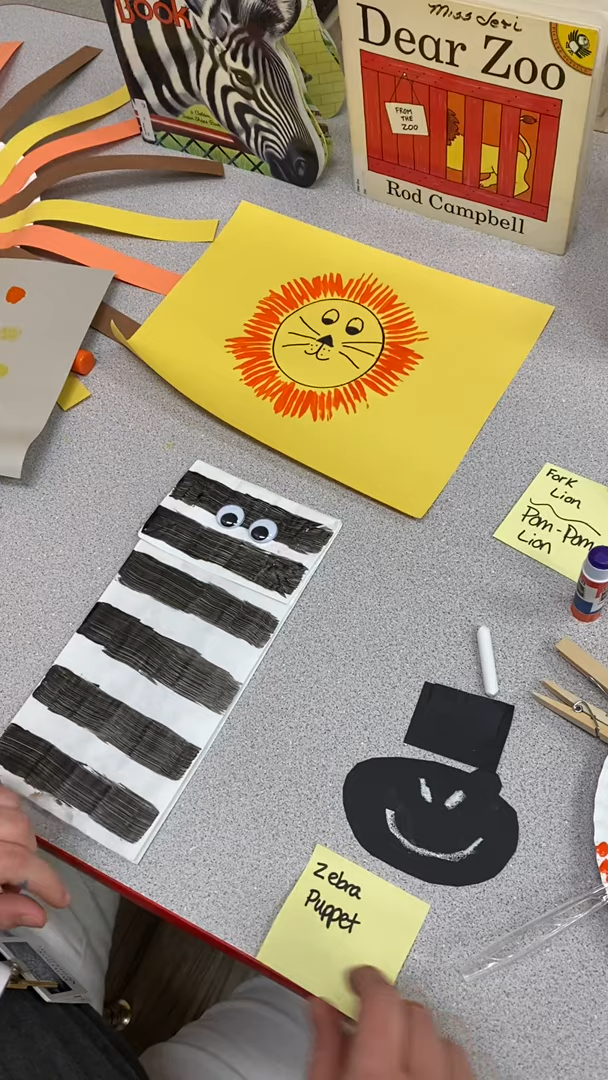 Book
Miss Jeri
Dear Zoo
FROM
THE
ZOO
Rod Campbell
Fork
Lion
Pom-Pom
Lion
Zebra
Puppet